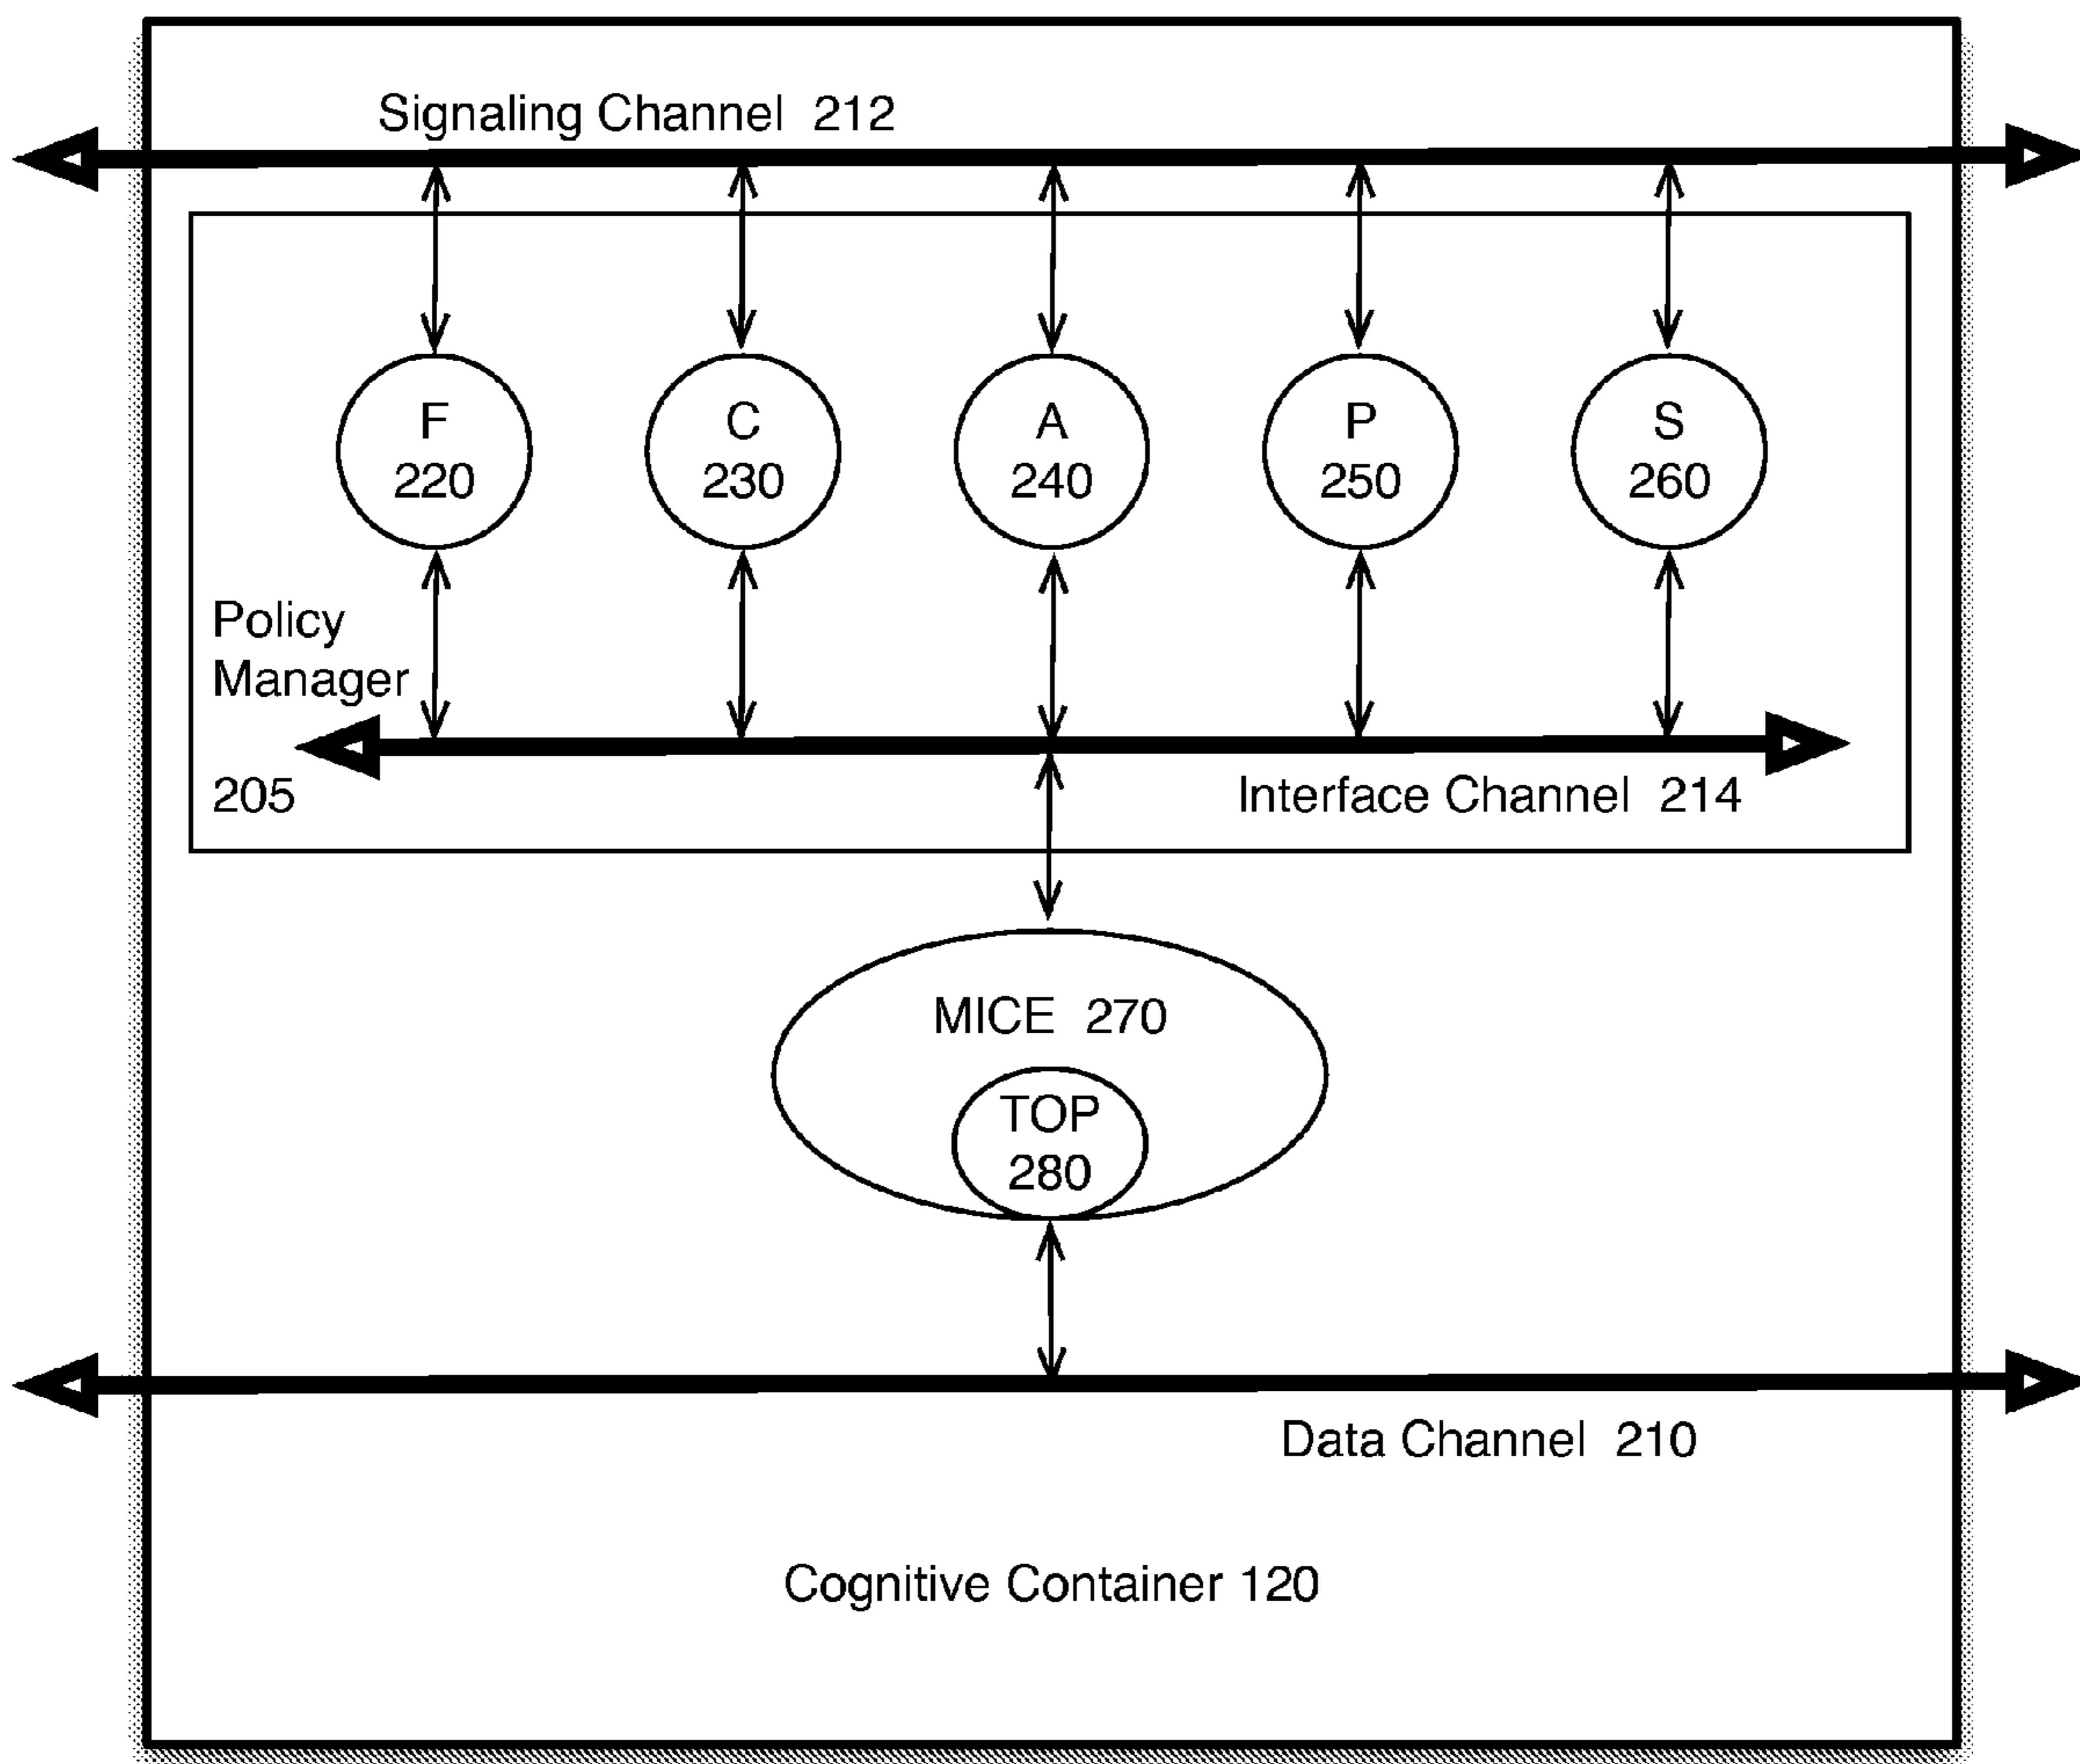 Signaling Channel 212
F
220
C
230
A
240
P
250
S
260
Policy
Manager
205
Interface Channel 214
MICE 270
TOP
280
Data Channel 210
Cognitive Container 120